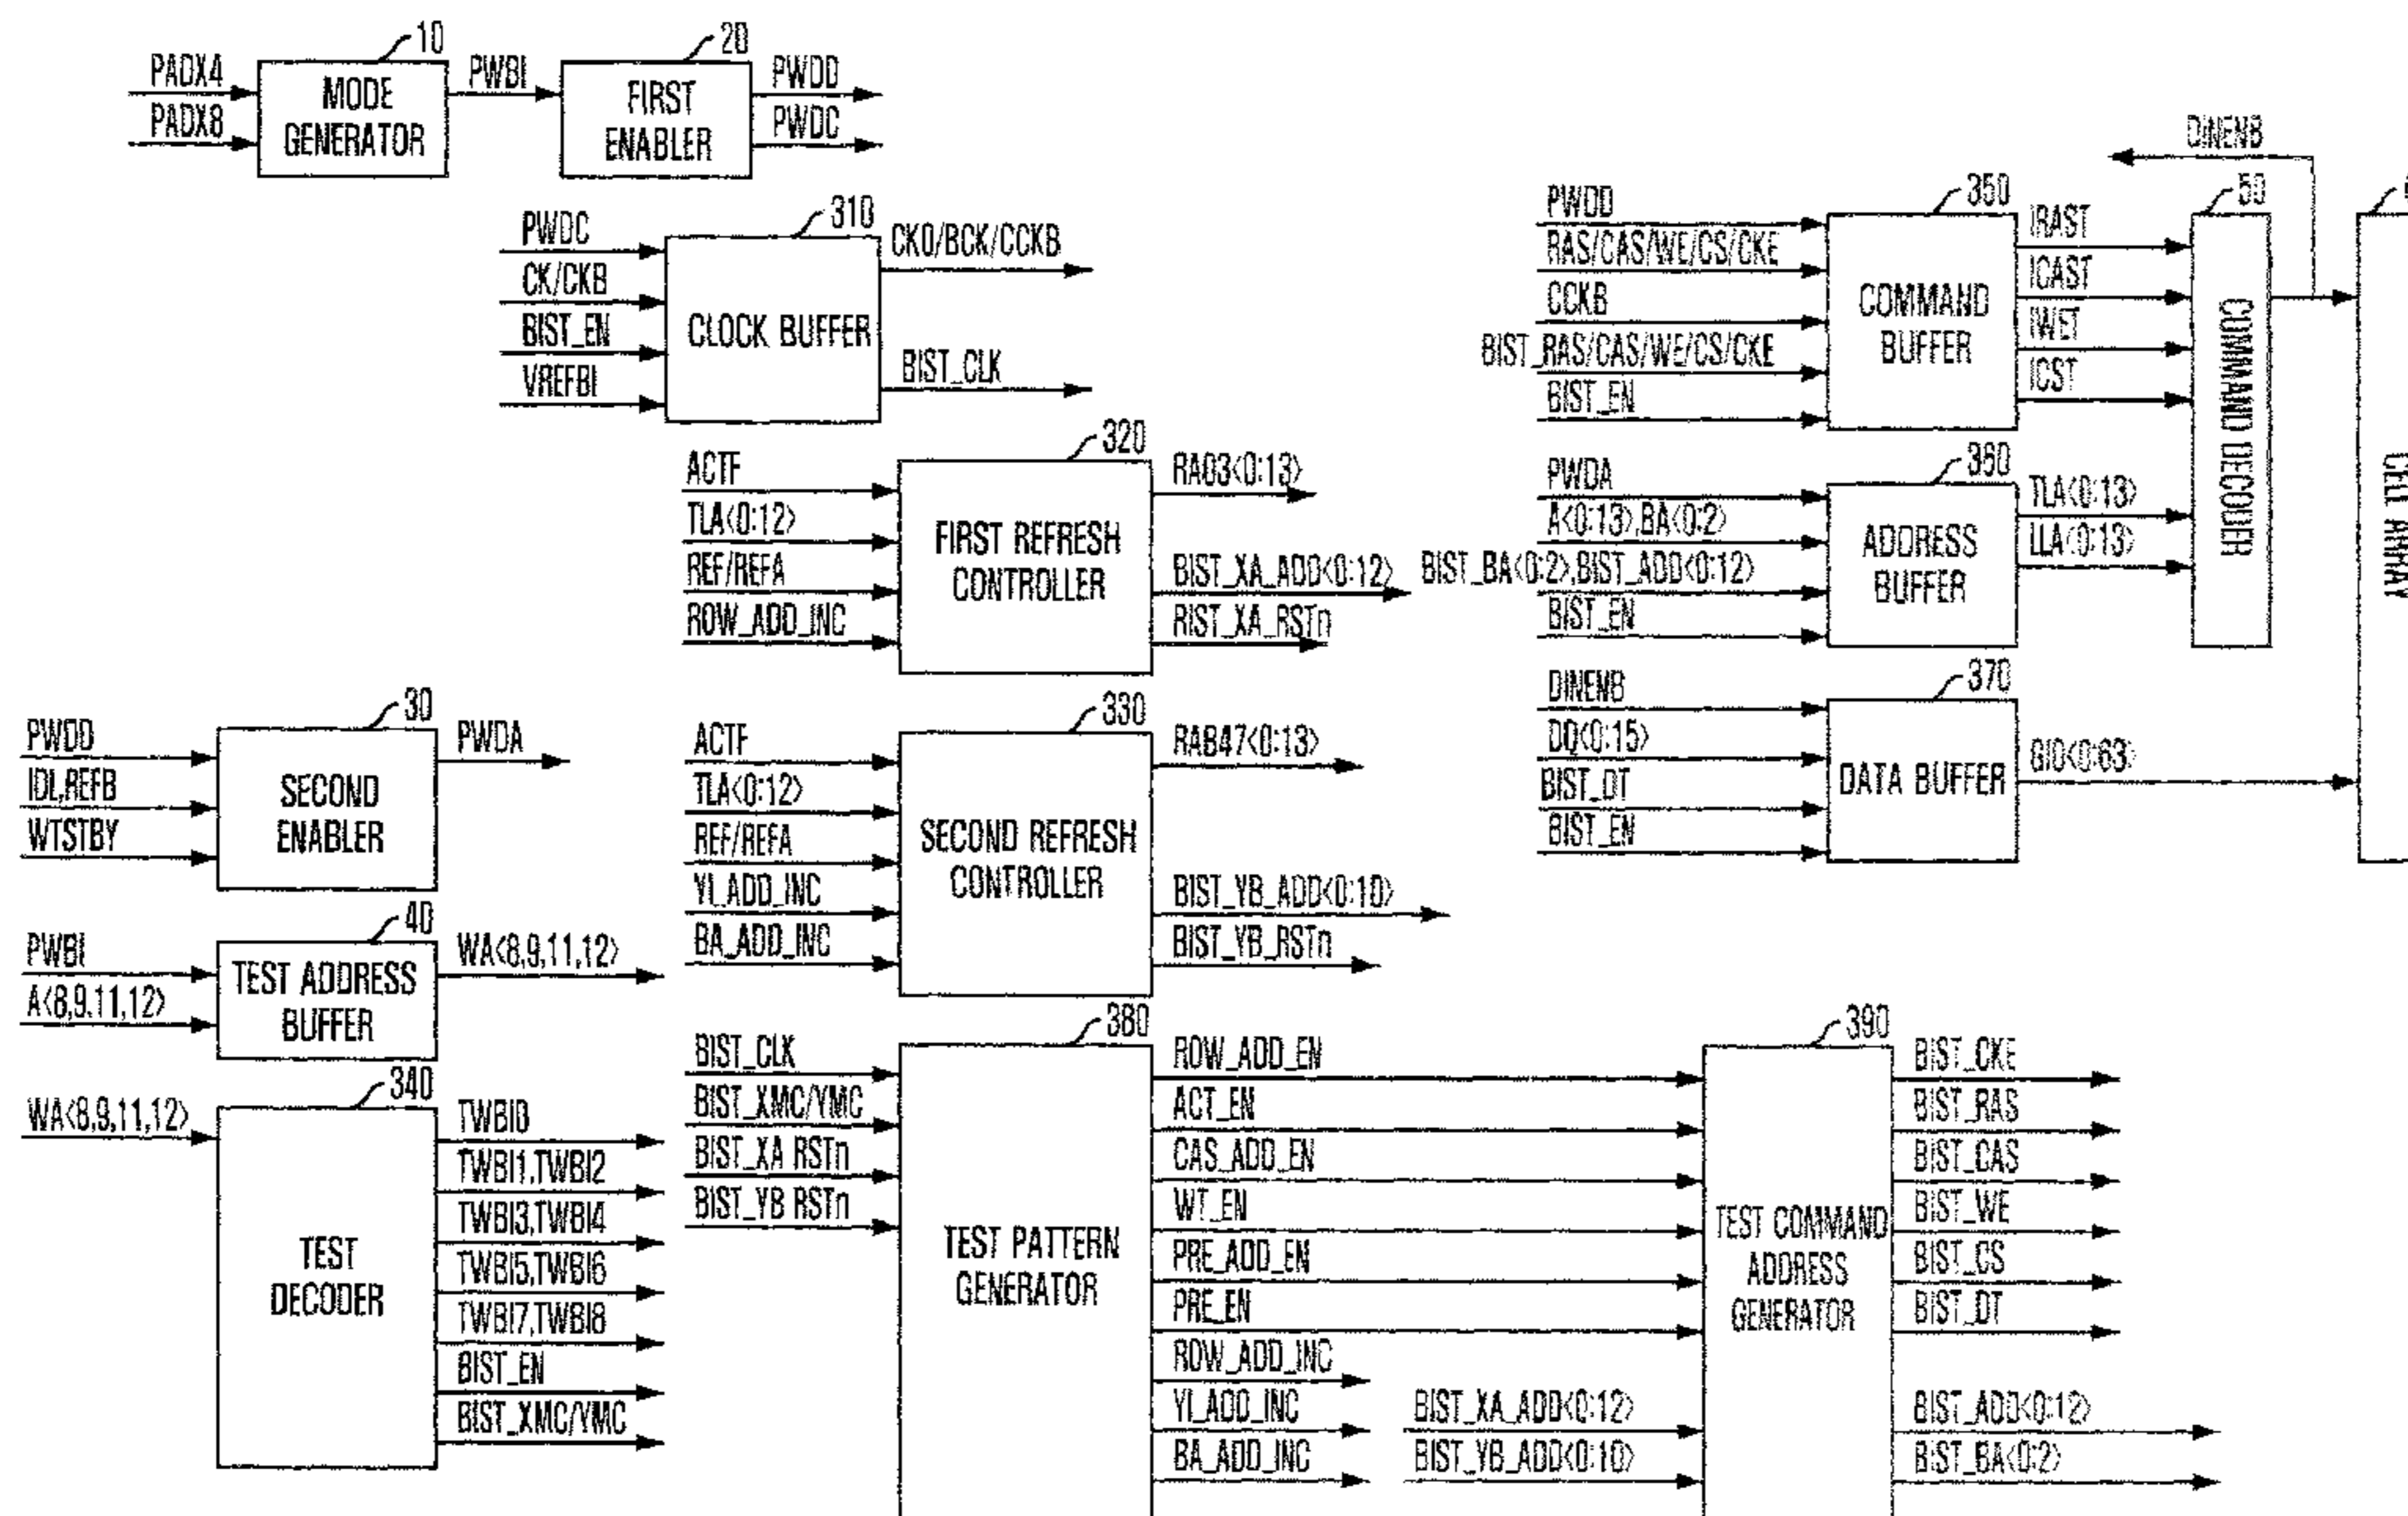 10
PADX4
PADX8
MODE
GENERATOR
PWBI
20
FIRST
ENABLER
PWDD
PWDC
310
PWDC
CK/CKB
BIST_EN
VREFBI
CLOCK BUFFER
CK0/BCK/CCKB
BIST_CLK
320
ACTF
TLA<0:12>
REF/REFA
ROW_ADD_INC
FIRST REFRESH
CONTROLLER
RA03<0:13>
BIST_XA_ADD<0:12>
BIST_XA_RSTn
30
PWDD
IDL,REFB
WTSTBY
SECOND
ENABLER
PWDA
330
ACTF
TLA<0:12>
REF/REFA
YI_ADD_INC
BA_ADD_INC
SECOND REFRESH
CONTROLLER
RAB47<0:13>
BIST_YB_ADD<0:10>
BIST_YB_RSTn
40
PWBI
A<8,9,11,12>
TEST ADDRESS
BUFFER
WA<8,9,11,12>
340
WA<8,9,11,12>
TEST
DECODER
TWBI0
TWBI1,TWBI2
TWBI3,TWBI4
TWBI5,TWBI6
TWBI7,TWBI8
BIST_EN
BIST_XMC/YMC
380
BIST_CLK
BIST_XMC/YMC
BIST_XA RSTn
BIST_YB RSTn
TEST PATTERN
GENERATOR
ROW_ADD_EN
ACT_EN
CAS_ADD_EN
WT_EN
PRE_ADD_EN
PRE_EN
ROW_ADD_INC
YI_ADD_INC
BA_ADD_INC
390
BIST_XA_ADD<0:12>
BIST_YB_ADD<0:10>
TEST COMMAND
ADDRESS
GENERATOR
BIST_CKE
BIST_RAS
BIST_CAS
BIST_WE
BIST_CS
BIST_DT
BIST_ADD<0:12>
BIST_BA<0:2>
350
PWDD
RAS/CAS/WE/CS/CKE
CCKB
BIST_RAS/CAS/WE/CS/CKE
BIST_EN
COMMAND
BUFFER
IRAST
ICAST
IWET
ICST
360
PWDA
A<0:13>,BA<0:2>
BIST_BA<0:2>,BIST_ADD<0:12>
BIST_EN
ADDRESS
BUFFER
TLA<0:13>
LLA<0:13>
370
DINENB
DQ<0:15>
BIST_DT
BIST_EN
DATA BUFFER
GIO<0:63>
DINENB
50
COMMAND DECODER
CELL ARRAY